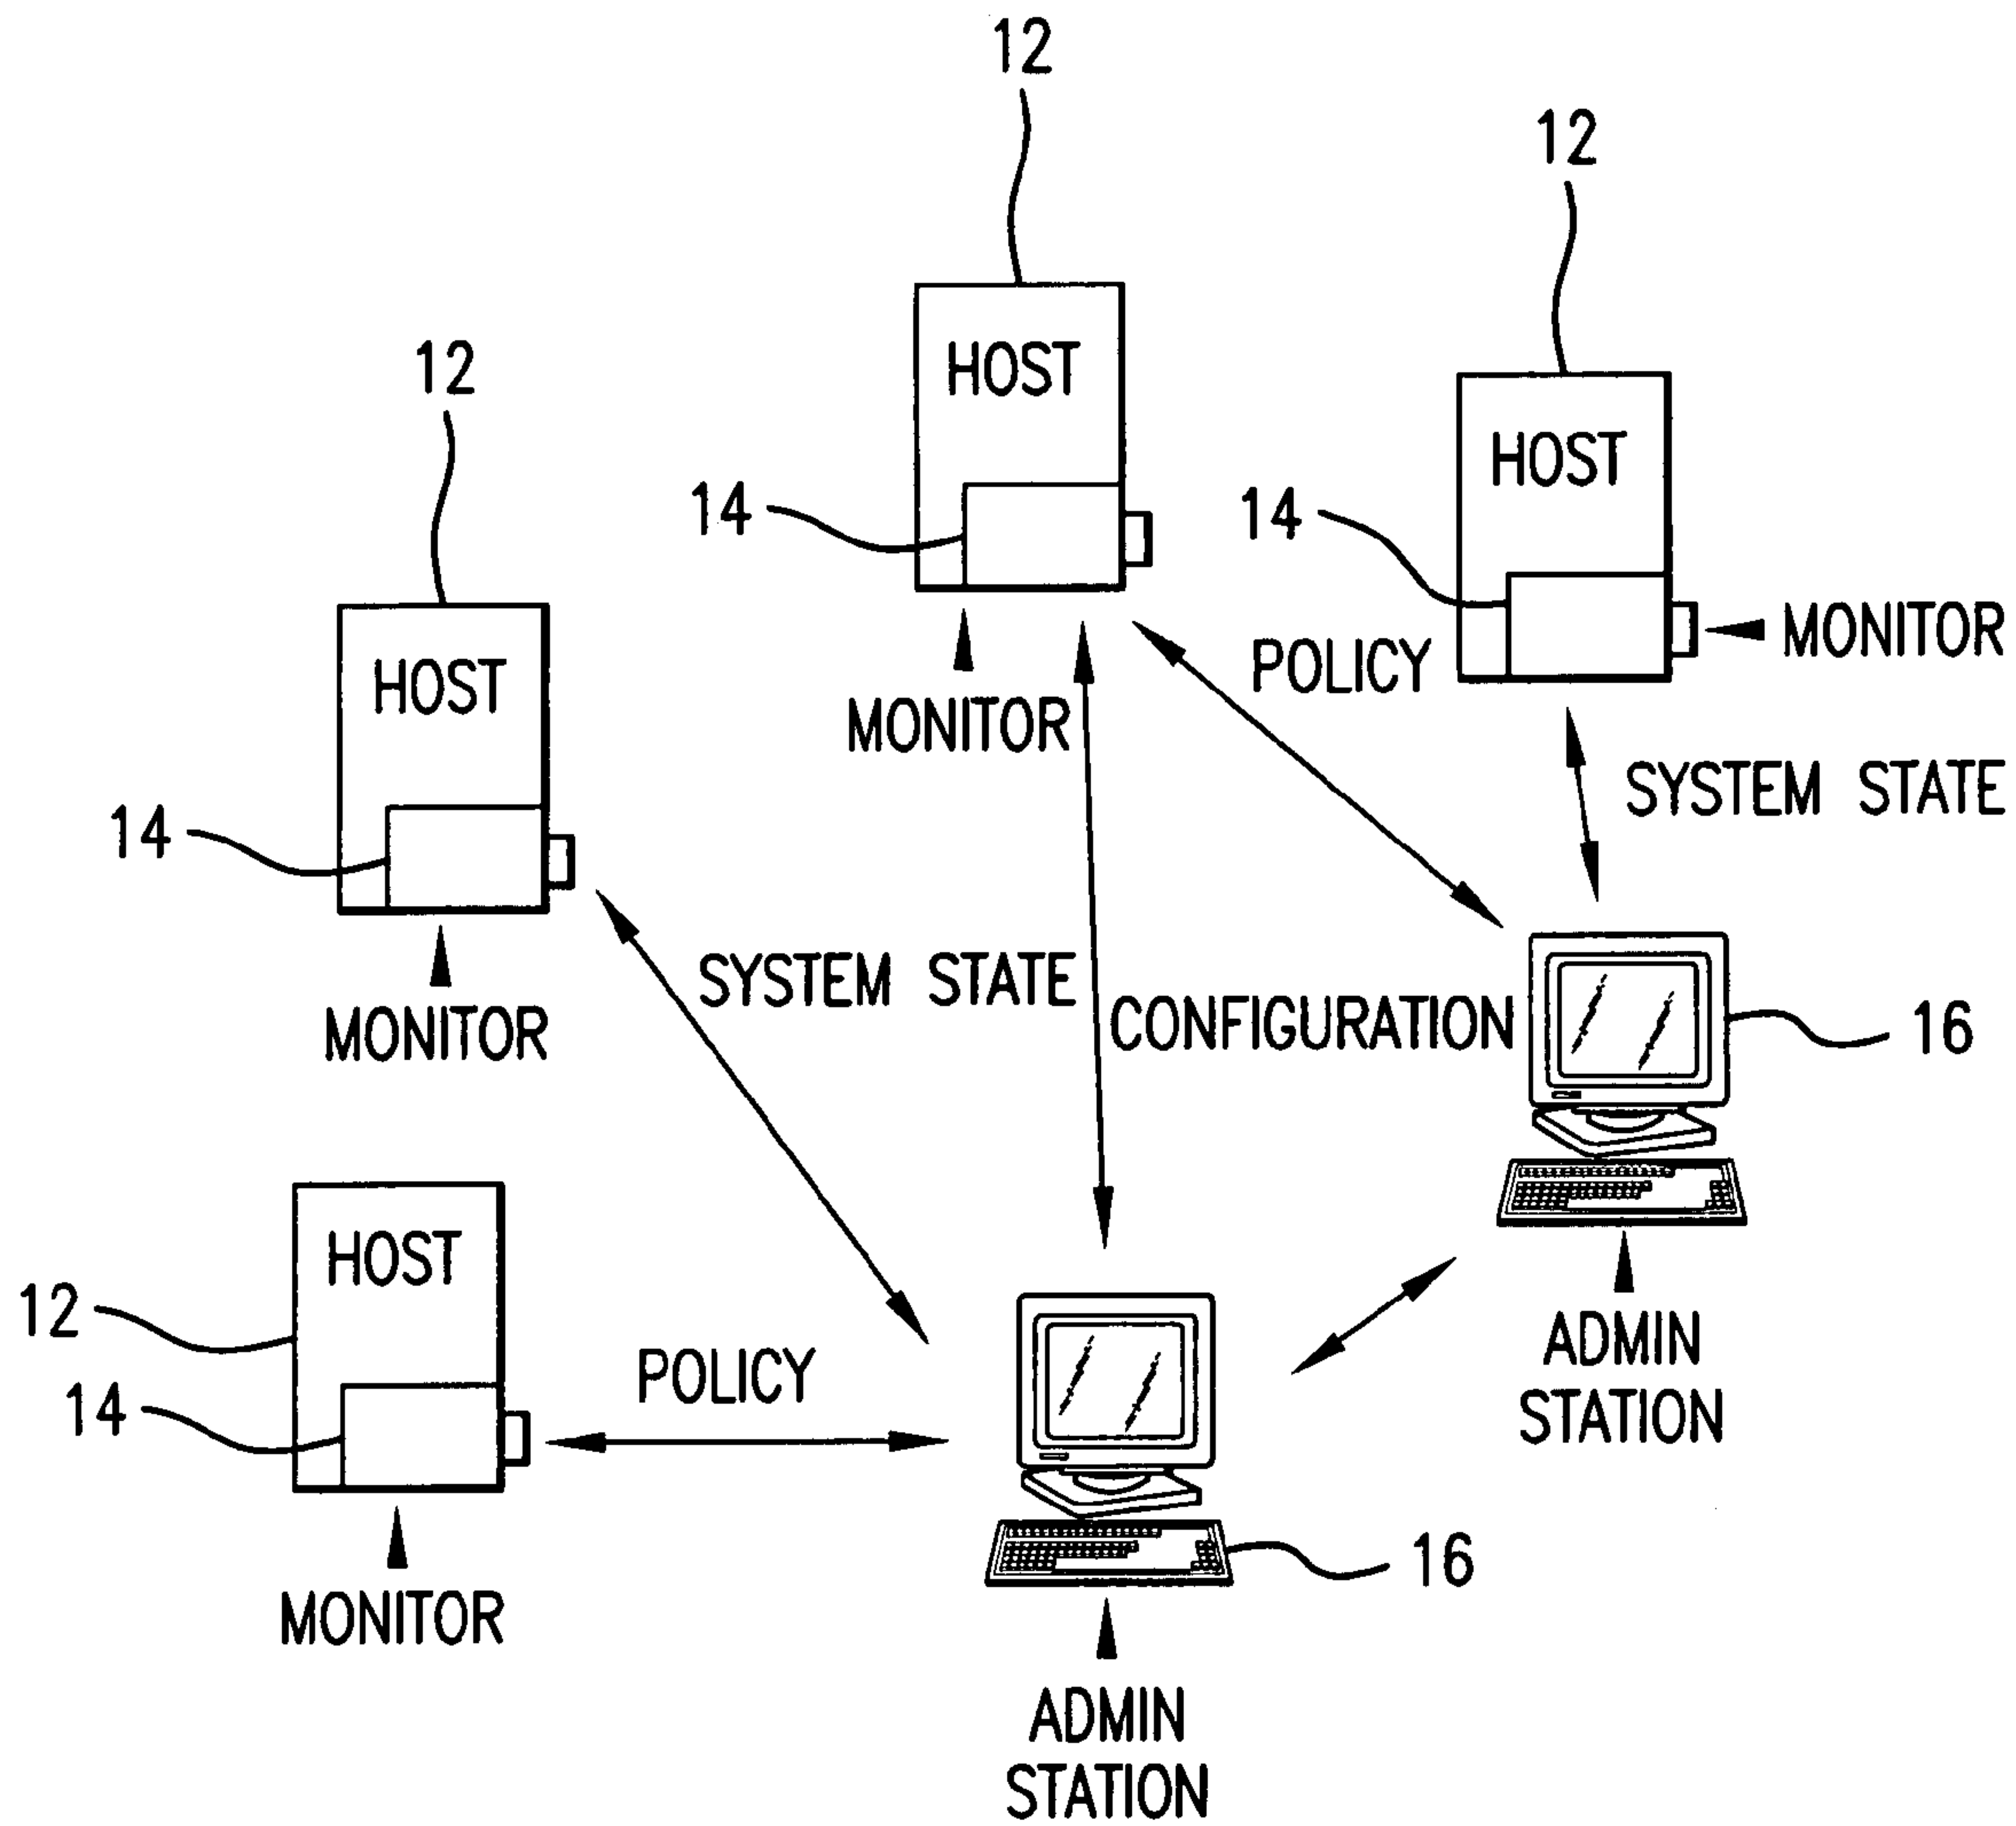 12
12
12
HOST
HOST
HOST
14
14
14
MONITOR
POLICY
MONITOR
SYSTEM STATE
MONITOR
SYSTEM STATE
CONFIGURATION
16
HOST
12
14
POLICY
ADMIN
STATION
MONITOR
16
ADMIN
STATION